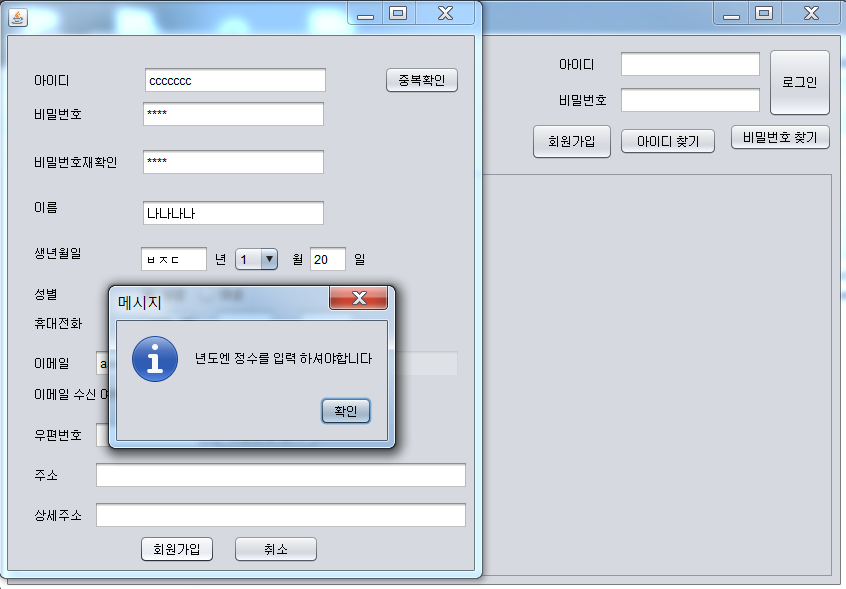 아이디 ccccccc 중복확인
비밀번호 ****
비밀번호재확인 ****
이름 나나나나
생년월일 ㅂㅈㄷ 년 1 월 20 일
성별
휴대전화
이메일 a
이메일 수신
우편번호
주소
상세주소
회원가입 취소
메시지
년도엔 정수를 입력 하셔야합니다
확인
아이디
비밀번호
로그인
회원가입 아이디 찾기 비밀번호 찾기